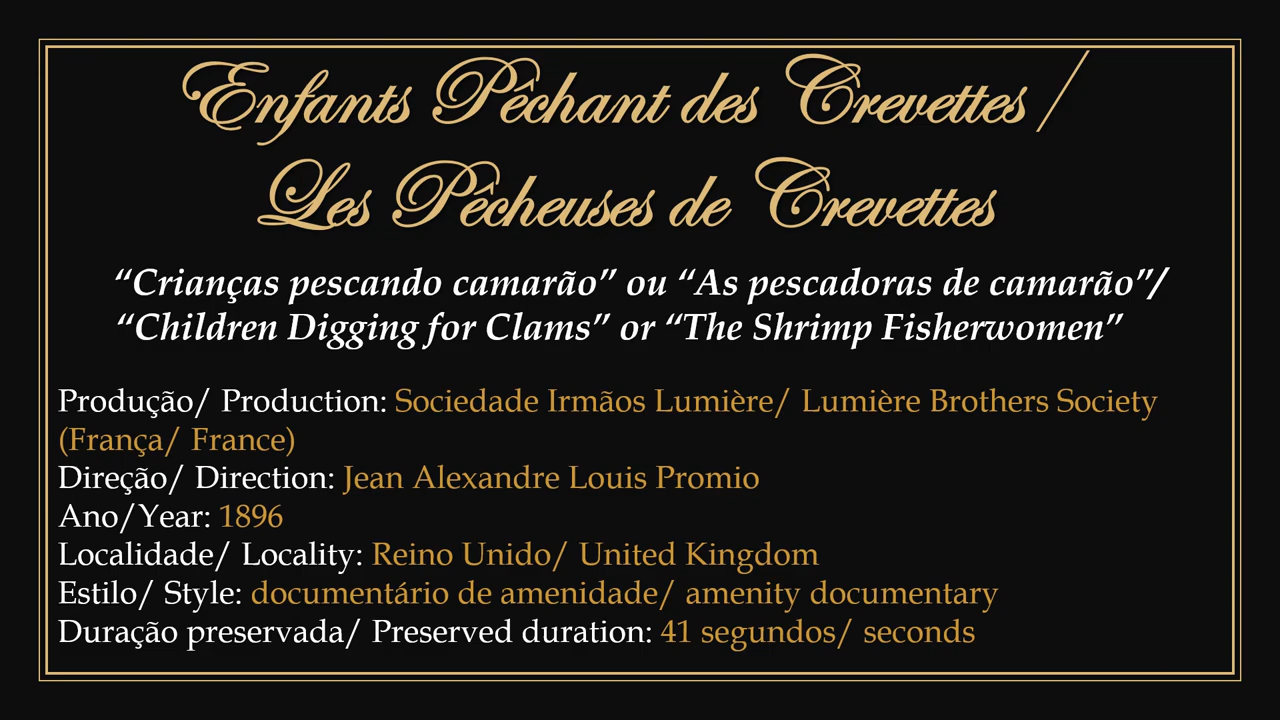 Enfants Pêchant des Crevettes /
Les Pêcheuses de Crevettes
“Crianças pescando camarão” ou “As pescadoras de camarão”/
“Children Digging for Clams” or “The Shrimp Fisherwomen”
Produção/ Production: Sociedade Irmãos Lumière/ Lumière Brothers Society
(França/ France)
Direção/ Direction: Jean Alexandre Louis Promio
Ano/Year: 1896
Localidade/ Locality: Reino Unido/ United Kingdom
Estilo/ Style: documentário de amenidade/ amenity documentary
Duração preservada/ Preserved duration: 41 segundos/ seconds